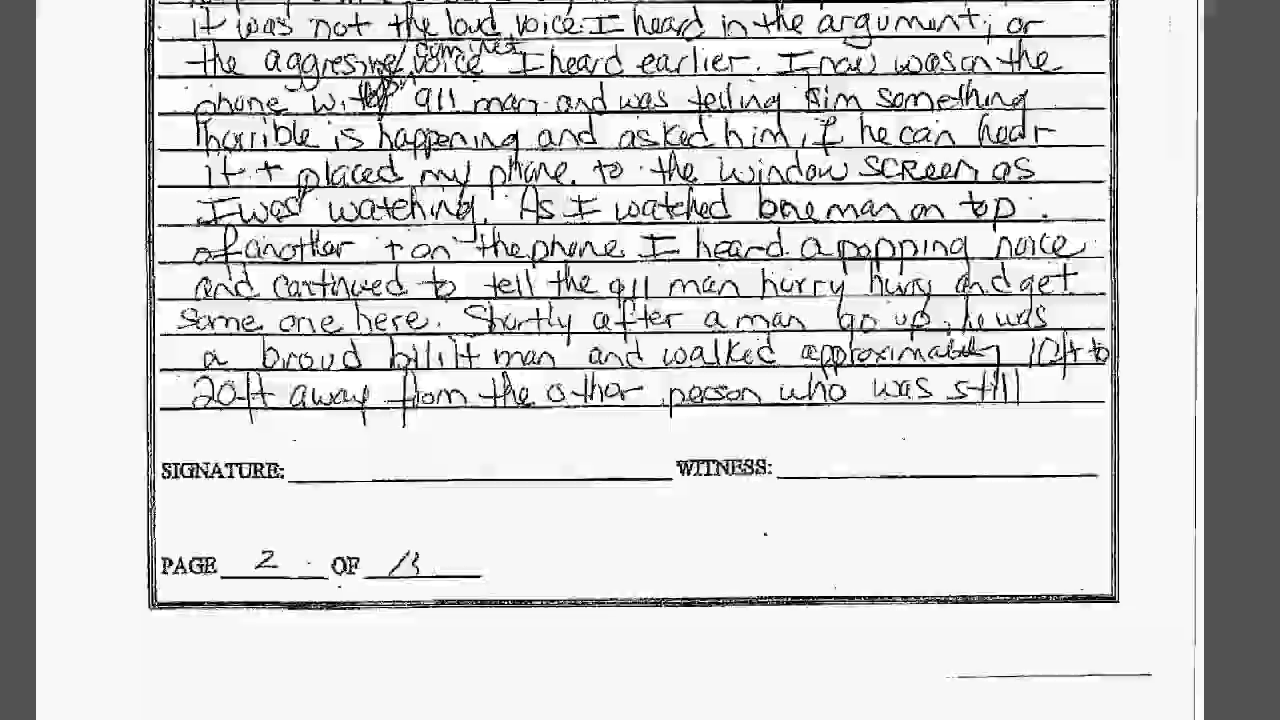 it was not the loud voice I heard in the argument; or
dominet
the aggressive, voice I heard earlier. I now was on the
phone with 911 man and was telling him something
horrible is happening and asked him if he can hear
it + placed my phone to the window screen as
I was watching. As I watched one man on top
of another + on the phone I heard a popping noice
and continued to tell the 911 man hurry hurry and get
some one here. Shortly after a man go up, he was
a broud billilt man and walked approximately 10ft to
20ft away from the other person who was still
SIGNATURE: WITNESS:
PAGE 2 OF